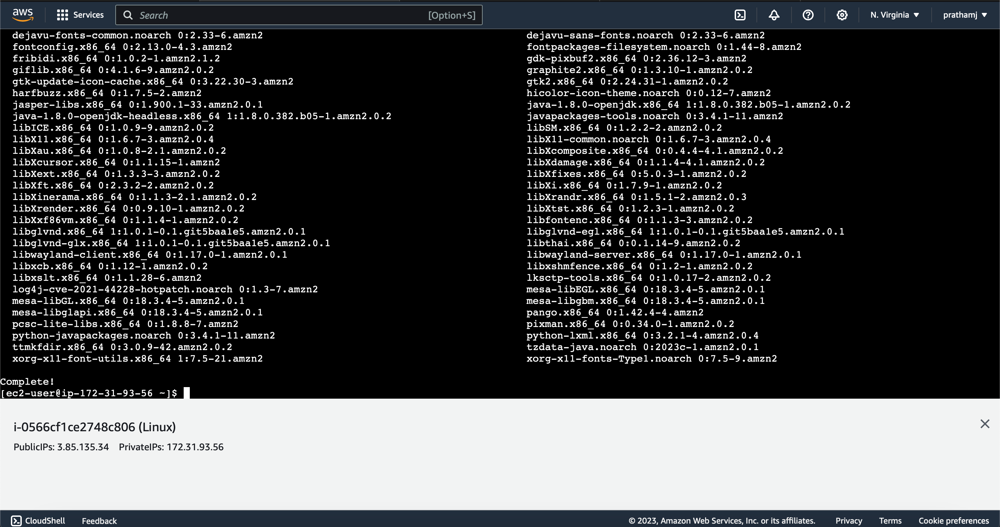 aws Services Search [Option+S] N. Virginia prathamj
dejavu-fonts-common.noarch 0:2.33-6.amzn2 dejavu-sans-fonts.noarch 0:2.33-6.amzn2
fontconfig.x86_64 0:2.13.0-4.3.amzn2 fontpackages-filesystem.noarch 0:1.44-8.amzn2
fribidi.x86_64 0:1.0.2-1.amzn2.1.2 gdk-pixbuf2.x86_64 0:2.36.12-3.amzn2
giflib.x86_64 0:4.1.6-9.amzn2.0.2 graphite2.x86_64 0:1.3.10-1.amzn2.0.2
gtk-update-icon-cache.x86_64 0:3.22.30-3.amzn2 gtk2.x86_64 0:2.24.31-1.amzn2.0.2
harfbuzz.x86_64 0:1.7.5-2.amzn2 hicolor-icon-theme.noarch 0:0.12-7.amzn2
jasper-libs.x86_64 0:1.900.1-33.amzn2.0.1 java-1.8.0-openjdk.x86_64 1:1.8.0.382.b05-1.amzn2.0.2
java-1.8.0-openjdk-headless.x86_64 1:1.8.0.382.b05-1.amzn2.0.2 javapackages-tools.noarch 0:3.4.1-11.amzn2
libICE.x86_64 0:1.0.9-9.amzn2.0.2 libSM.x86_64 0:1.2.2-2.amzn2.0.2
libX11.x86_64 0:1.6.7-3.amzn2.0.4 libX11-common.noarch 0:1.6.7-3.amzn2.0.4
libXau.x86_64 0:1.0.8-2.1.amzn2.0.2 libXcomposite.x86_64 0:0.4.4-4.1.amzn2.0.2
libXcursor.x86_64 0:1.1.15-1.amzn2 libXdamage.x86_64 0:1.1.4-4.1.amzn2.0.2
libXext.x86_64 0:1.3.3-3.amzn2.0.2 libXfixes.x86_64 0:5.0.3-1.amzn2.0.2
libXft.x86_64 0:2.3.2-2.amzn2.0.2 libXi.x86_64 0:1.7.9-1.amzn2.0.2
libXinerama.x86_64 0:1.1.3-2.1.amzn2.0.2 libXrandr.x86_64 0:1.5.1-2.amzn2.0.3
libXrender.x86_64 0:0.9.10-1.amzn2.0.2 libXtst.x86_64 0:1.2.3-1.amzn2.0.2
libXxf86vm.x86_64 0:1.1.4-1.amzn2.0.2 libfontenc.x86_64 0:1.1.3-3.amzn2.0.2
libglvnd.x86_64 1:1.0.1-0.1.git5baa1e5.amzn2.0.1 libglvnd-egl.x86_64 1:1.0.1-0.1.git5baa1e5.amzn2.0.1
libglvnd-glx.x86_64 1:1.0.1-0.1.git5baa1e5.amzn2.0.1 libthai.x86_64 0:0.1.14-9.amzn2.0.2
libwayland-client.x86_64 0:1.17.0-1.amzn2.0.1 libwayland-server.x86_64 0:1.17.0-1.amzn2.0.1
libxcb.x86_64 0:1.12-1.amzn2.0.2 libxshmfence.x86_64 0:1.2-1.amzn2.0.2
libxslt.x86_64 0:1.1.28-6.amzn2 lksctp-tools.x86_64 0:1.0.17-2.amzn2.0.2
log4j-cve-2021-44228-hotpatch.noarch 0:1.3-7.amzn2 mesa-libEGL.x86_64 0:18.3.4-5.amzn2.0.1
mesa-libGL.x86_64 0:18.3.4-5.amzn2.0.1 mesa-libgbm.x86_64 0:18.3.4-5.amzn2.0.1
mesa-libglapi.x86_64 0:18.3.4-5.amzn2.0.1 pango.x86_64 0:1.42.4-4.amzn2
pcsc-lite-libs.x86_64 0:1.8.8-7.amzn2 pixman.x86_64 0:0.34.0-1.amzn2.0.2
python-javapackages.noarch 0:3.4.1-11.amzn2 python-lxml.x86_64 0:3.2.1-4.amzn2.0.4
ttmkfdir.x86_64 0:3.0.9-42.amzn2.0.2 tzdata-java.noarch 0:2023c-1.amzn2.0.1
xorg-x11-font-utils.x86_64 1:7.5-21.amzn2 xorg-x11-fonts-Type1.noarch 0:7.5-9.amzn2
Complete!
[ec2-user@ip-172-31-93-56 ~]$
i-0566cf1ce2748c806 (Linux)
PublicIPs: 3.85.135.34 PrivateIPs: 172.31.93.56
CloudShell Feedback © 2023, Amazon Web Services, Inc. or its affiliates. Privacy Terms Cookie preferences